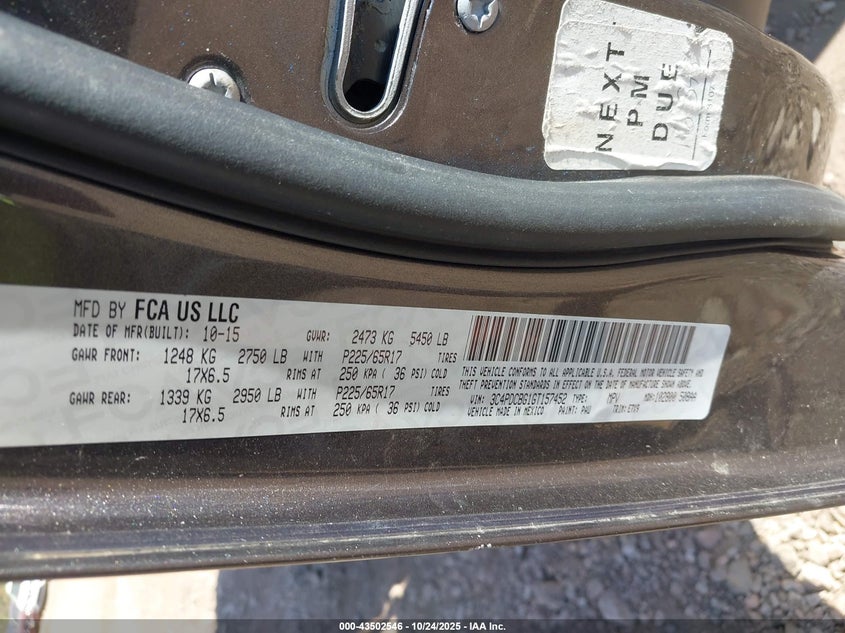 NEXT
PM
DUE
MFD BY FCA US LLC
DATE OF MFR(BUILT): 10-15 GVWR: 2473 KG 5450 LB
GAWR FRONT: 1248 KG 2750 LB WITH P225/65R17 TIRES
17X6.5 RIMS AT 250 KPA ( 36 PSI) COLD
GAWR REAR: 1339 KG 2950 LB WITH P225/65R17 TIRES
17X6.5 RIMS AT 250 KPA ( 36 PSI) COLD
THIS VEHICLE CONFORMS TO ALL APPLICABLE U.S.A. FEDERAL MOTOR VEHICLE SAFETY AND
THEFT PREVENTION STANDARDS IN EFFECT ON THE DATE OF MANUFACTURE SHOWN ABOVE.
VIN: 3C4PDCBG1GT157452 TYPE: MPV MDH:
VEHICLE MADE IN MEXICO PAINT: PAU TRIM:
000-43502546 | 10/24/2025 | IAA Inc.